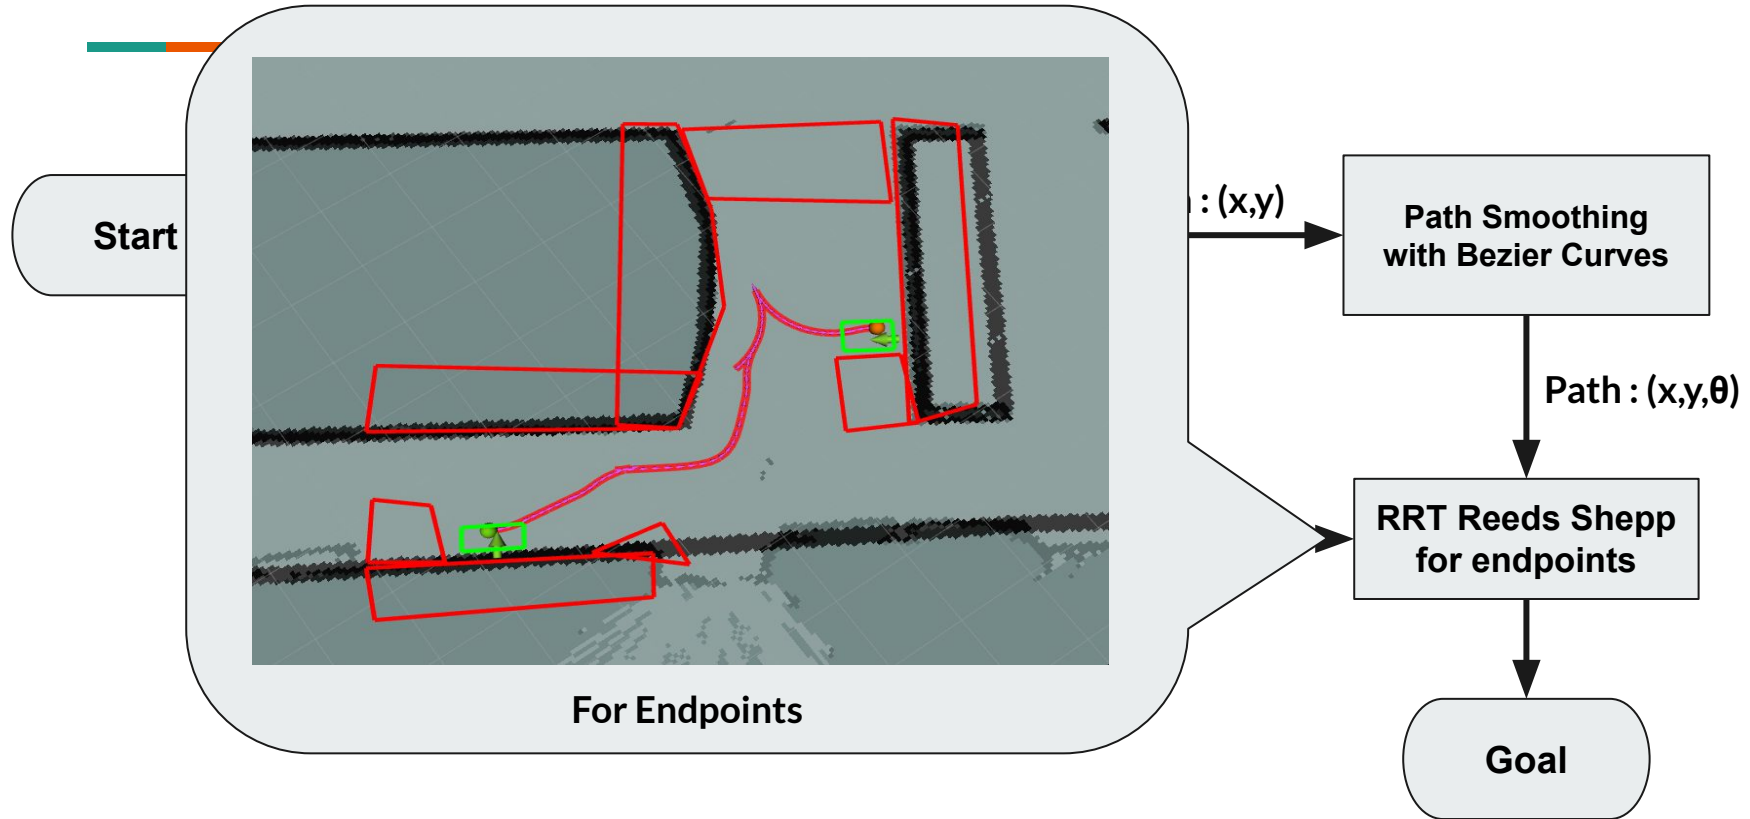 Start
: (x,y)
Path Smoothing
with Bezier Curves
Path : (x,y,θ)
RRT Reeds Shepp
for endpoints
For Endpoints
Goal